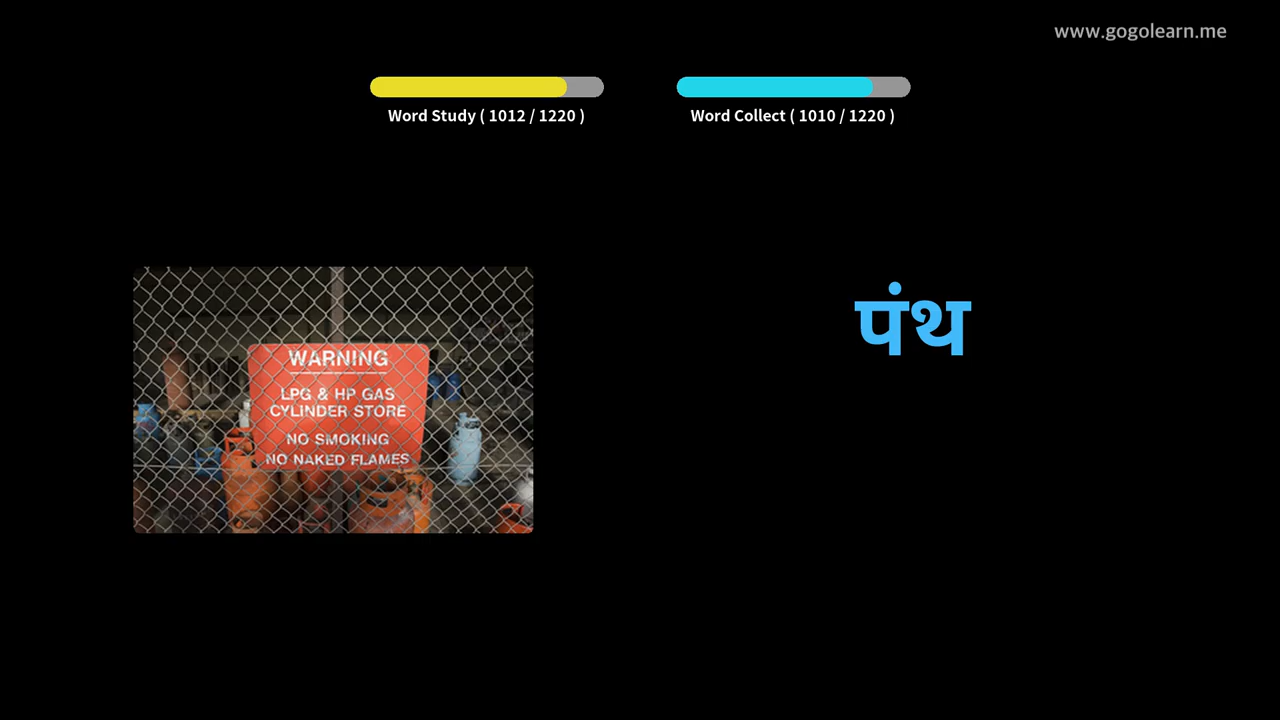 www.gogolearn.me
Word Study ( 1012 / 1220 )
Word Collect ( 1010 / 1220 )
पंथ
WARNING
LPG & HP GAS
CYLINDER STORE
NO SMOKING
NO NAKED FLAMES